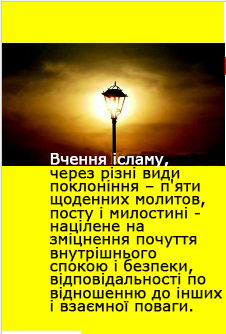 Вчення ісламу,
через різні види
поклоніння – п'яти
щоденних молитов,
посту і милостині -
націлене на
зміцнення почуття
внутрішнього
спокою і безпеки,
відповідальності по
відношенню до інших
і взаємної поваги.